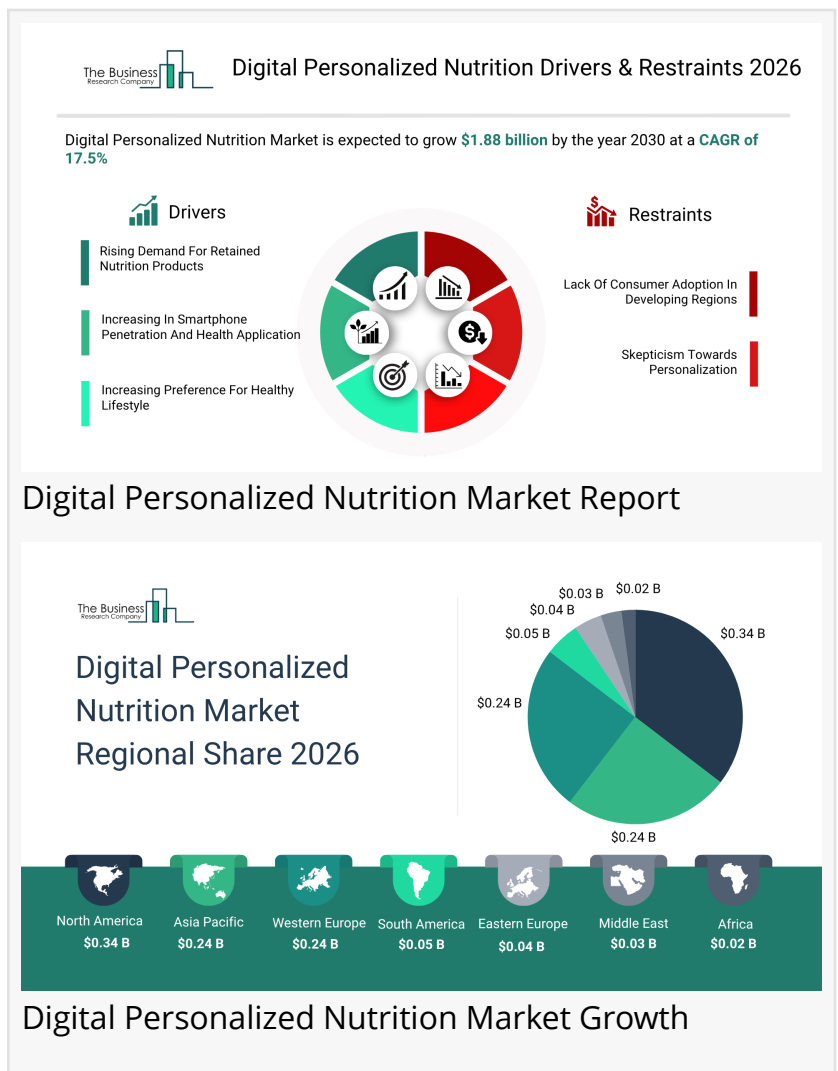 The Business
Research Company
Digital Personalized Nutrition Drivers & Restraints 2026
Digital Personalized Nutrition Market is expected to grow $1.88 billion by the year 2030 at a CAGR of
17.5%
Drivers
Rising Demand For Retained
Nutrition Products
Increasing In Smartphone
Penetration And Health Application
Increasing Preference For Healthy
Lifestyle
Restraints
Lack Of Consumer Adoption In
Developing Regions
Skepticism Towards
Personalization
Digital Personalized Nutrition Market Report
The Business
Research Company
Digital Personalized
Nutrition Market
Regional Share 2026
$0.02 B
$0.03 B
$0.04 B
$0.05 B
$0.34 B
$0.24 B
$0.24 B
North America
$0.34 B
Asia Pacific
$0.24 B
Western Europe
$0.24 B
South America
$0.05 B
Eastern Europe
$0.04 B
Middle East
$0.03 B
Africa
$0.02 B
Digital Personalized Nutrition Market Growth